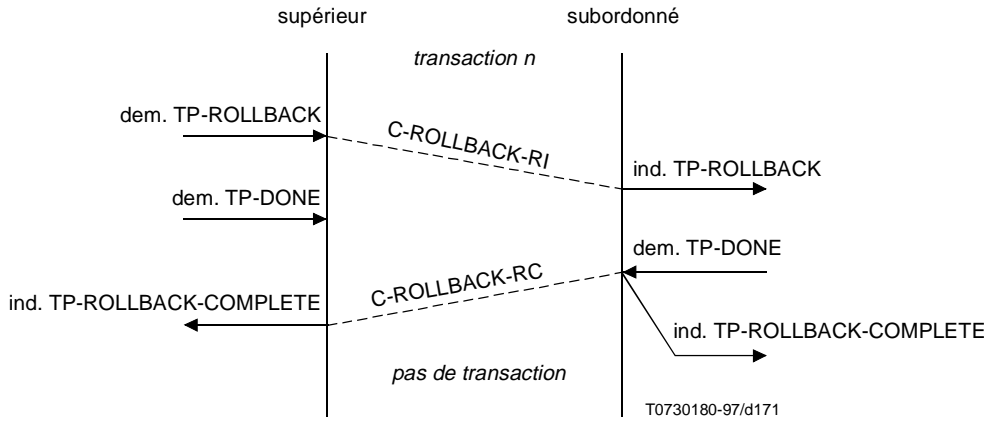 supérieur
subordonné
transaction n
dem. TP-ROLLBACK
C-ROLLBACK-RI
ind. TP-ROLLBACK
dem. TP-DONE
dem. TP-DONE
C-ROLLBACK-RC
ind. TP-ROLLBACK-COMPLETE
ind. TP-ROLLBACK-COMPLETE
pas de transaction
T0730180-97/d171